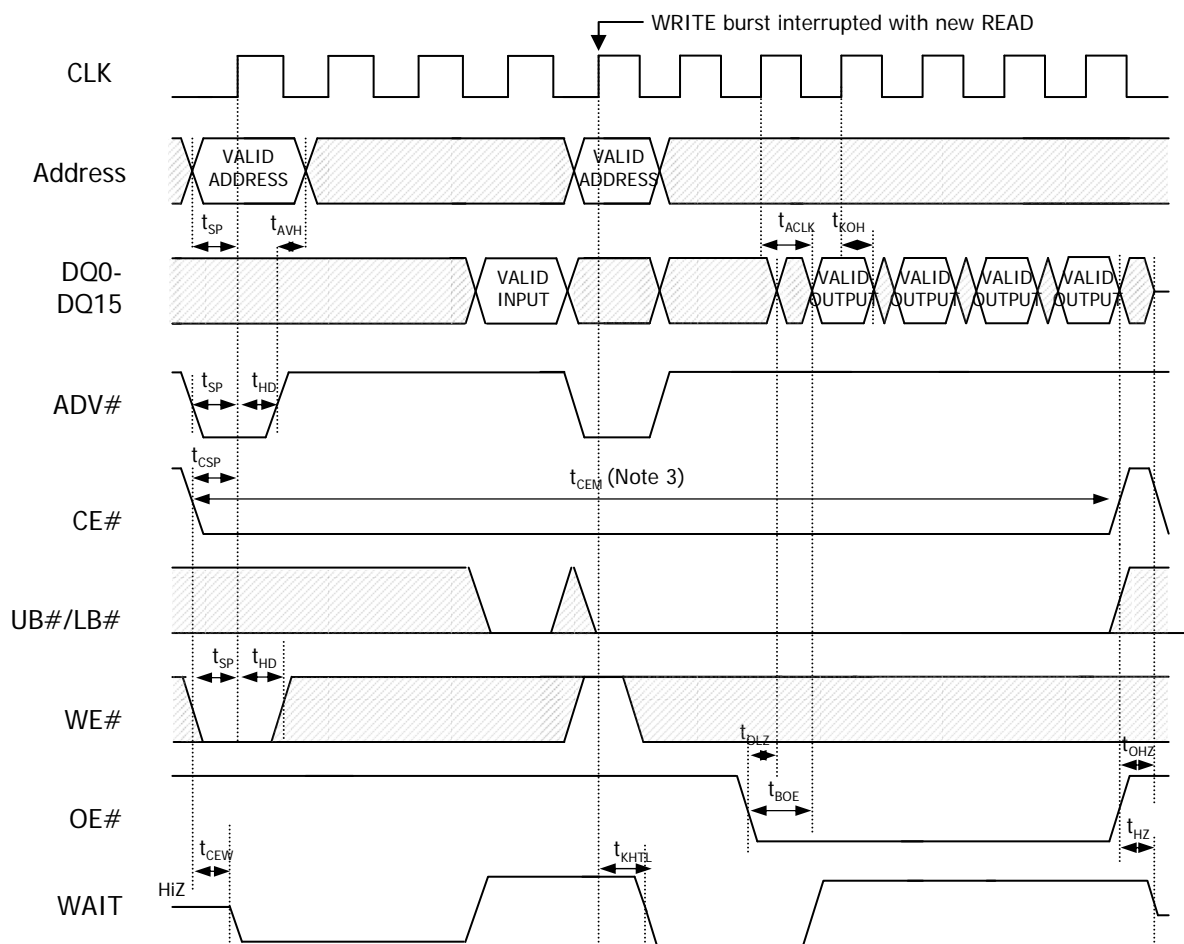 WRITE burst interrupted with new READ
CLK
Address
VALID
ADDRESS
VALID
ADDRESS
tSP
tAVH
tACLK
tKOH
DQ0-
DQ15
VALID
INPUT
VALID
OUTPUT
VALID
OUTPUT
VALID
OUTPUT
VALID
OUTPUT
ADV#
tSP
tHD
tCSP
tCEM (Note 3)
CE#
UB#/LB#
tSP
tHD
WE#
tOLZ
tOHZ
OE#
tBOE
tHZ
tCEW
tKHTL
HiZ
WAIT